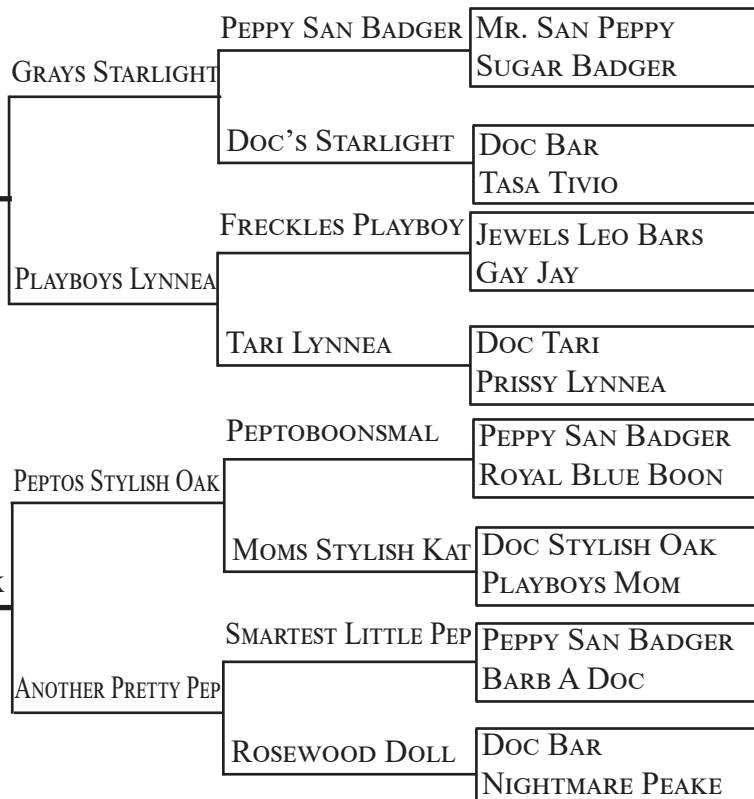 Peppy San Badger
Mr. San Peppy
Sugar Badger
Grays Starlight
Doc's Starlight
Doc Bar
Tasa Tivio
Freckles Playboy
Jewels Leo Bars
Gay Jay
Playboys Lynnea
Tari Lynnea
Doc Tari
Prissy Lynnea
Peptoboonsmal
Peppy San Badger
Royal Blue Boon
Peptos Stylish Oak
Moms Stylish Kat
Doc Stylish Oak
Playboys Mom
Smartest Little Pep
Peppy San Badger
Barb A Doc
Another Pretty Pep
Rosewood Doll
Doc Bar
Nightmare Peake